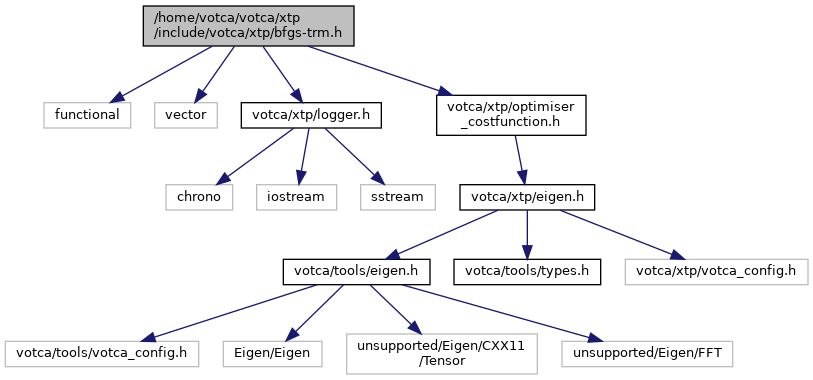 /home/votca/votca/xtp
/include/votca/xtp/bfgs-trm.h
functional
vector
votca/xtp/logger.h
votca/xtp/optimiser
_costfunction.h
chrono
iostream
sstream
votca/xtp/eigen.h
votca/tools/eigen.h
votca/tools/types.h
votca/xtp/votca_config.h
votca/tools/votca_config.h
Eigen/Eigen
unsupported/Eigen/CXX11
/Tensor
unsupported/Eigen/FFT